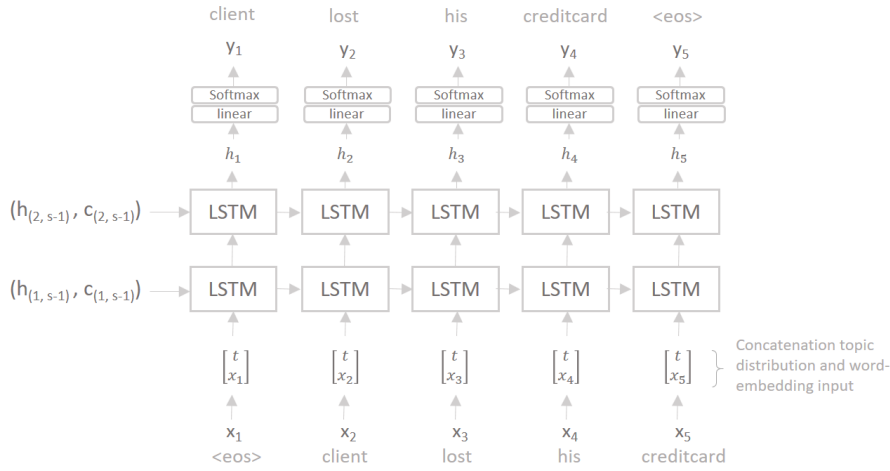 client lost his creditcard <eos>
y1 y2 y3 y4 y5
Softmax Softmax Softmax Softmax Softmax
linear linear linear linear linear
h1 h2 h3 h4 h5
(h(2, s-1) , c(2, s-1)) LSTM LSTM LSTM LSTM LSTM
(h(1, s-1) , c(1, s-1)) LSTM LSTM LSTM LSTM LSTM
t t t t t
x1 x2 x3 x4 x5
Concatenation topic
distribution and word-
embedding input
x1 x2 x3 x4 x5
<eos> client lost his creditcard